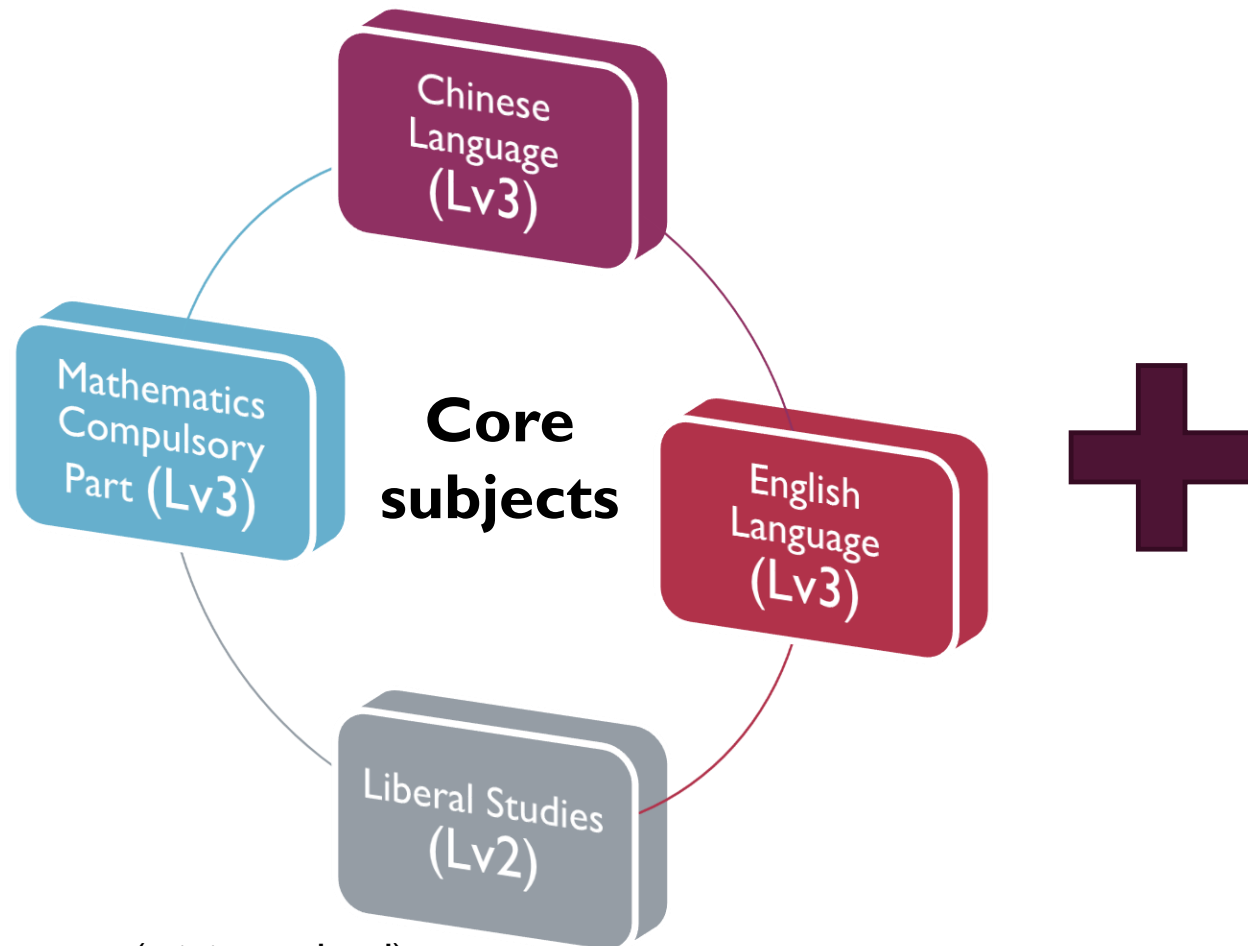 Chinese
Language
(Lv3)
Mathematics
Compulsory
Part (Lv3)
Core
subjects
English
Language
(Lv3)
Liberal Studies
(Lv2)